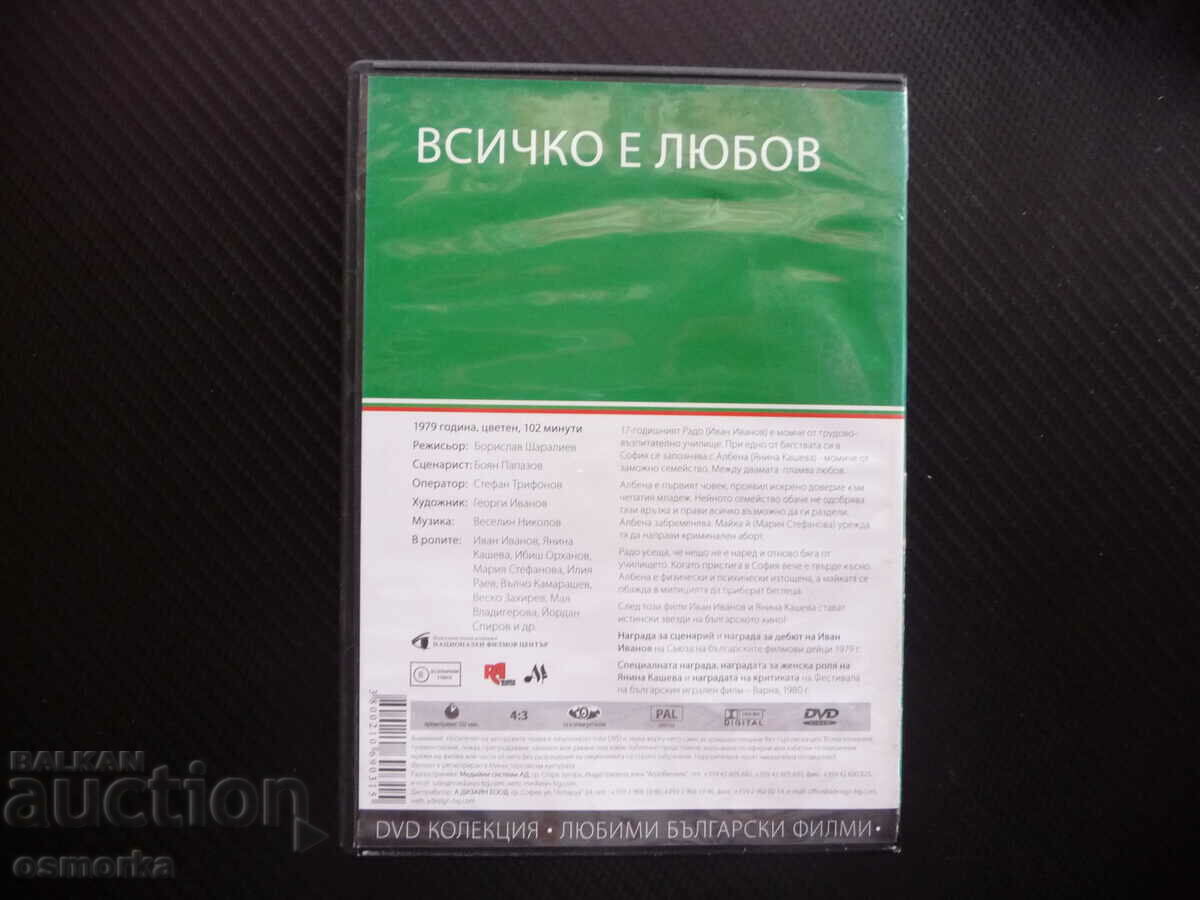 ВСИЧКО Е ЛЮБОВ
1979 година, цветен, 102 минути
Режисьор: Борислав Шаралиев
Сценарист: Боян Папазов
Оператор: Стефан Трифонов
Художник: Георги Иванов
Музика: Веселин Николов
В ролите: Иван Иванов, Янина
Кашева, Ибиш Орханов,
Мария Стефанова, Илия
Раев, Вълчо Камарашев,
Веско Зехирев, Мая
Владигерова, Йордан
Спиров и др.
НАЦИОНАЛЕН ФИЛМОВ ЦЕНТЪР
17-годишният Радо (Иван Иванов) е момче от трудово-
възпитателно училище. При едно от бягствата си в
София се запознава с Албена (Янина Кашева) - момиче от
заможно семейство. Между двамата пламва любов.
Албена е първият човек, проявил искрено доверие към
чепатия младеж. Нейното семейство обаче не одобрява
тази връзка и прави всичко възможно да ги раздели.
Албена забременява. Майка ѝ (Мария Стефанова) урежда
тя да направи криминален аборт.
Радо усеща, че нещо не е наред и отново бяга от
училището. Когато пристига в София вече е твърде късно.
Албена е физически и психически изтощена, а майката се
обажда в милицията да приберат беглеца.
След този филм Иван Иванов и Янина Кашева стават
истински звезди на българското кино!
Награда за сценарий и награда за дебют на Иван
Иванов на Съюза на българските филмови дейци 1979 г.
Специалната награда, наградата за женска роля на
Янина Кашева и наградата на критиката на Фестивала
на българския игрален филм – Варна, 1980 г.
4:3
PAL
DIGITAL
DVD
3800210690315
DVD КОЛЕКЦИЯ • ЛЮБИМИ БЪЛГАРСКИ ФИЛМИ •
BALKAN
auction
osmorka